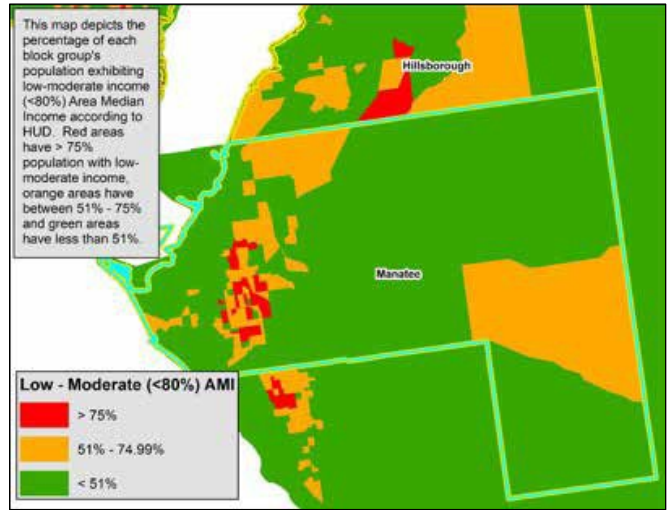 This map depicts the
percentage of each
block group's
population exhibiting
low-moderate income
(<80%) Area Median
Income according to
HUD. Red areas
have > 75%
population with low-
moderate income,
orange areas have
between 51% - 75%
and green areas
have less than 51%.
Hillsborough
Manatee
Low - Moderate (<80%) AMI
> 75%
51% - 74.99%
< 51%